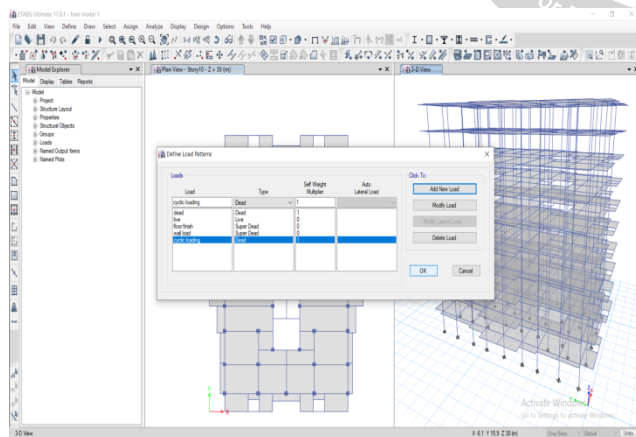 ETABS Ultimate 17.0.1 - final modal 1
File Edit View Define Draw Select Assign Analyze Display Design Options Tools Help
Model Explorer
Plan View - Story10 - Z = 30 (m)
3-D View
Model Display Tables Reports
Model
Project
Structure Layout
Properties
Structural Objects
Groups
Loads
Named Output Items
Named Plots
Define Load Patterns
Loads
Click To:
Load Type Self Weight Multiplier Auto Lateral Load
cyclic loading Dead 1
dead Dead 1
live Live 0
floor finish Super Dead 0
wall load Super Dead 0
cyclic loading Dead 1
Add New Load
Modify Load
Modify Lateral Load...
Delete Load
OK Cancel
Activate Windows
Go to Settings to activate Windows.
3-D View
X -8.1 Y 15.9 Z 30 (m) One Story Global Units...